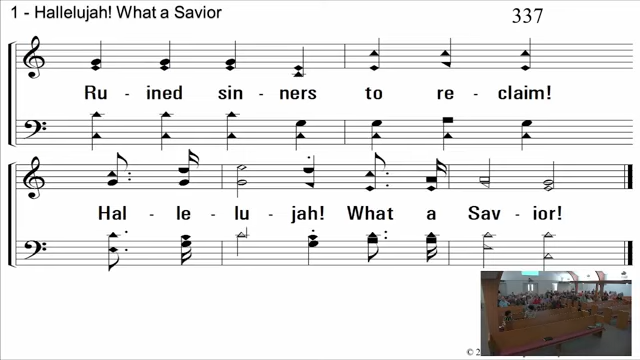 1 - Hallelujah! What a Savior
337
Ru - ined sin - ners to re - claim!
Hal - le - lu - jah! What a Sav - ior!
© 2